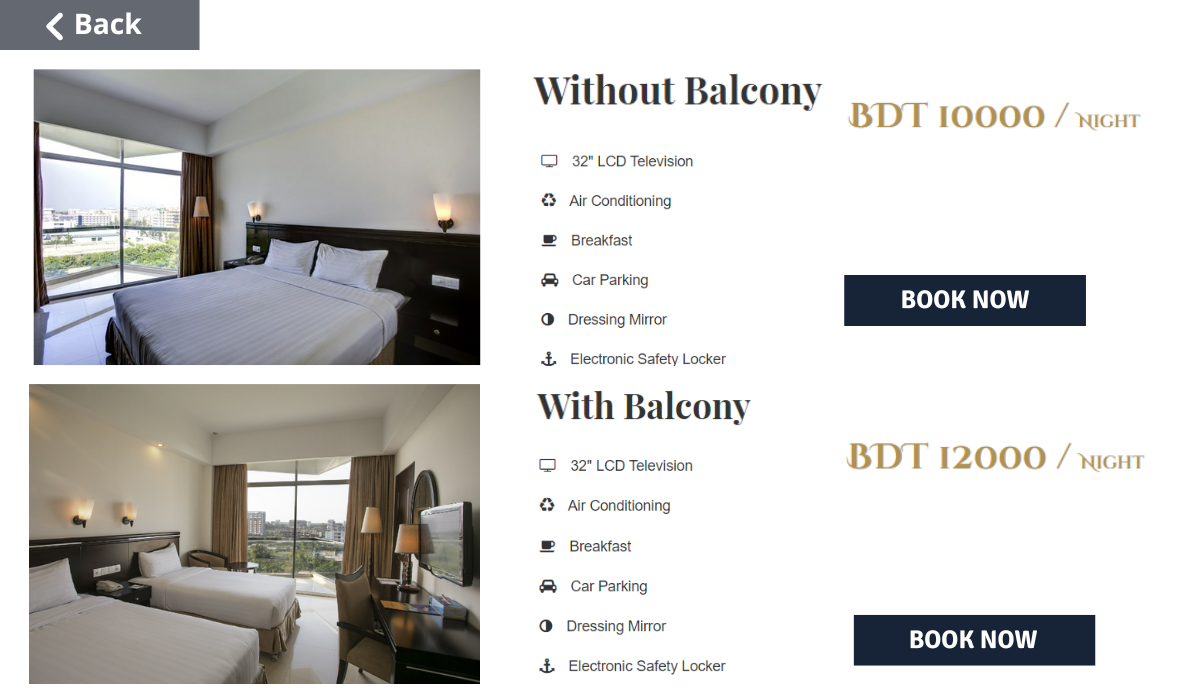 Back
Without Balcony
BDT 10000 / Night
32" LCD Television
Air Conditioning
Breakfast
Car Parking
Dressing Mirror
Electronic Safety Locker
BOOK NOW
With Balcony
BDT 12000 / Night
32" LCD Television
Air Conditioning
Breakfast
Car Parking
Dressing Mirror
Electronic Safety Locker
BOOK NOW